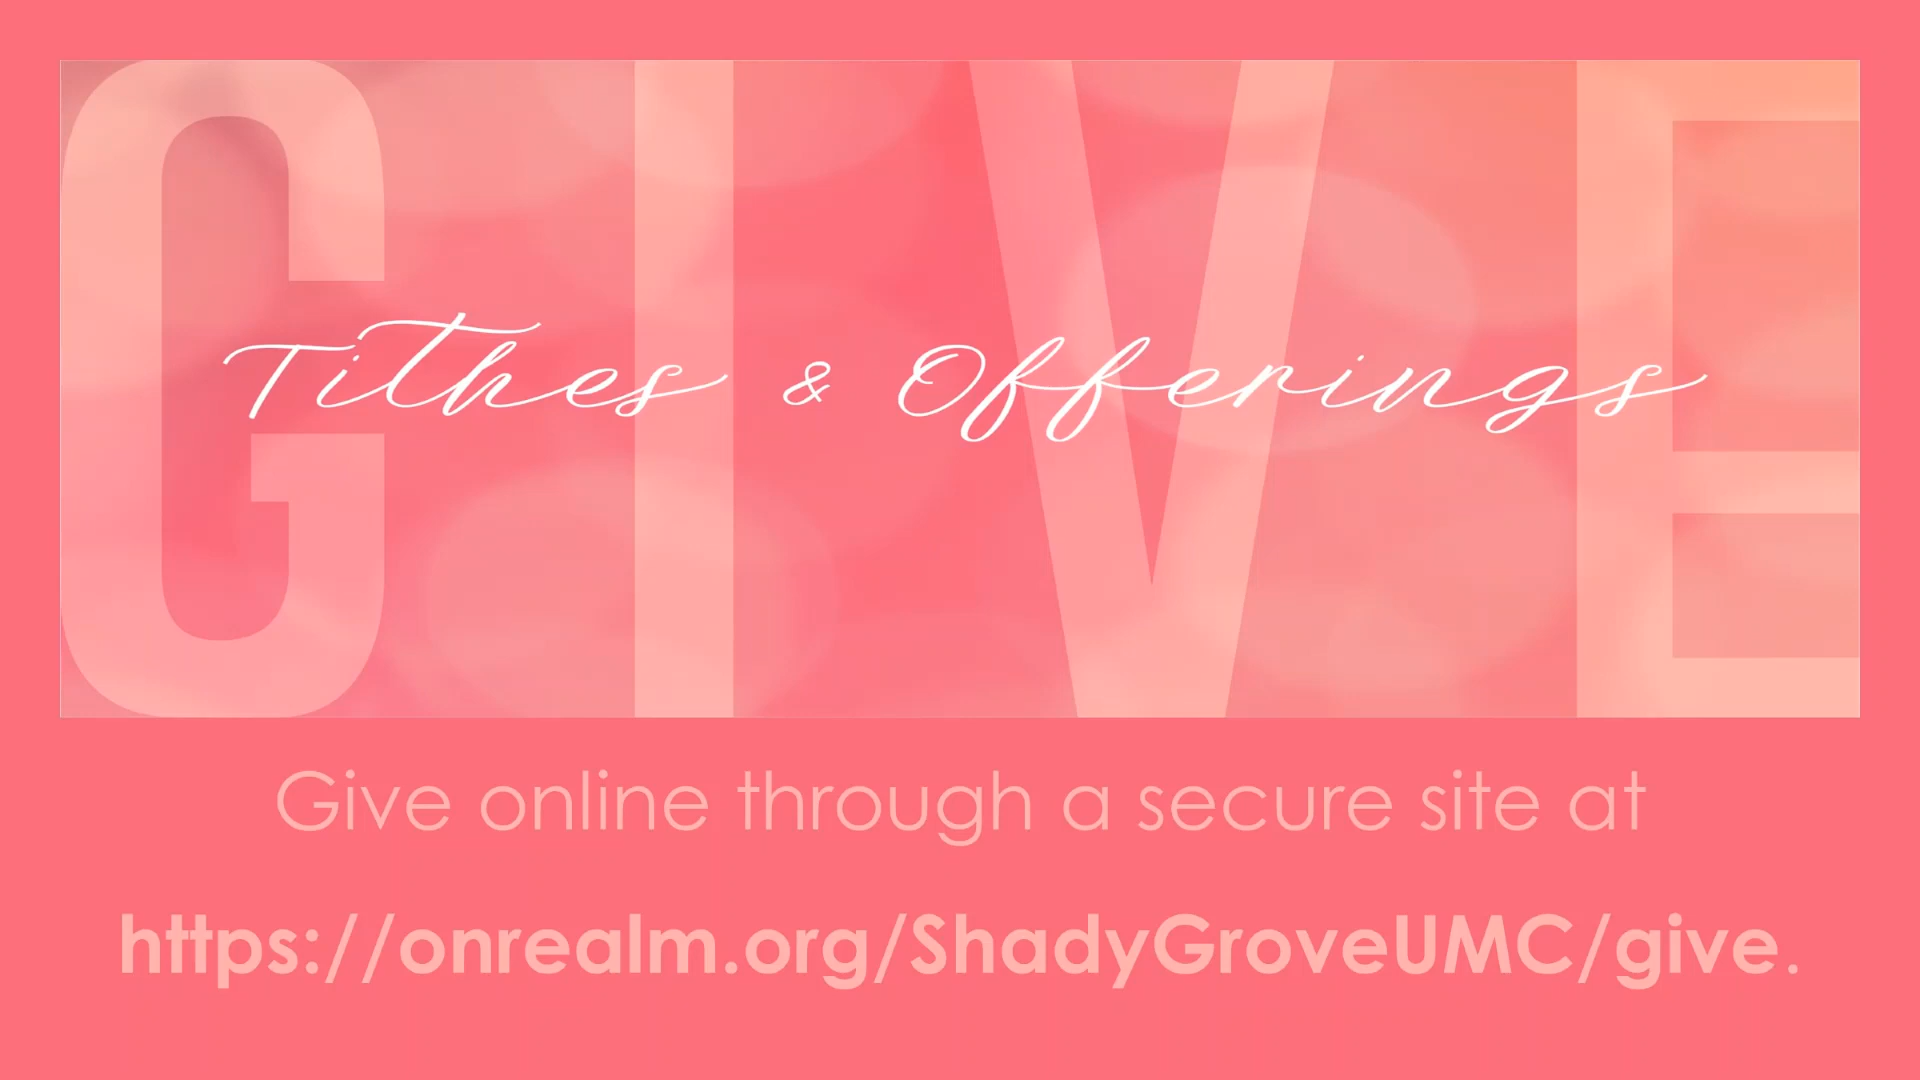 GIVE
Tithes & Offerings
Give online through a secure site at
https://onrealm.org/ShadyGroveUMC/give.